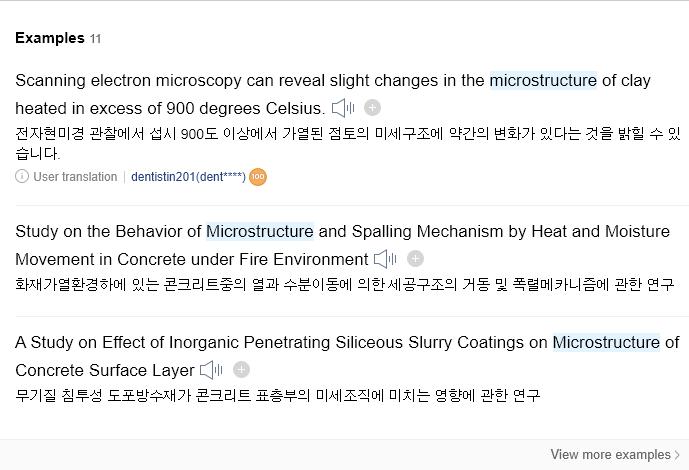 Examples 11
Scanning electron microscopy can reveal slight changes in the microstructure of clay
heated in excess of 900 degrees Celsius.
전자현미경 관찰에서 섭시 900도 이상에서 가열된 점토의 미세구조에 약간의 변화가 있다는 것을 밝힐 수 있
습니다.
User translation | dentistin201(dent****) 100
Study on the Behavior of Microstructure and Spalling Mechanism by Heat and Moisture
Movement in Concrete under Fire Environment
화재가열환경하에 있는 콘크리트중의 열과 수분이동에 의한 세공구조의 거동 및 폭렬메카니즘에 관한 연구
A Study on Effect of Inorganic Penetrating Siliceous Slurry Coatings on Microstructure of
Concrete Surface Layer
무기질 침투성 도포방수재가 콘크리트 표층부의 미세조직에 미치는 영향에 관한 연구
View more examples >